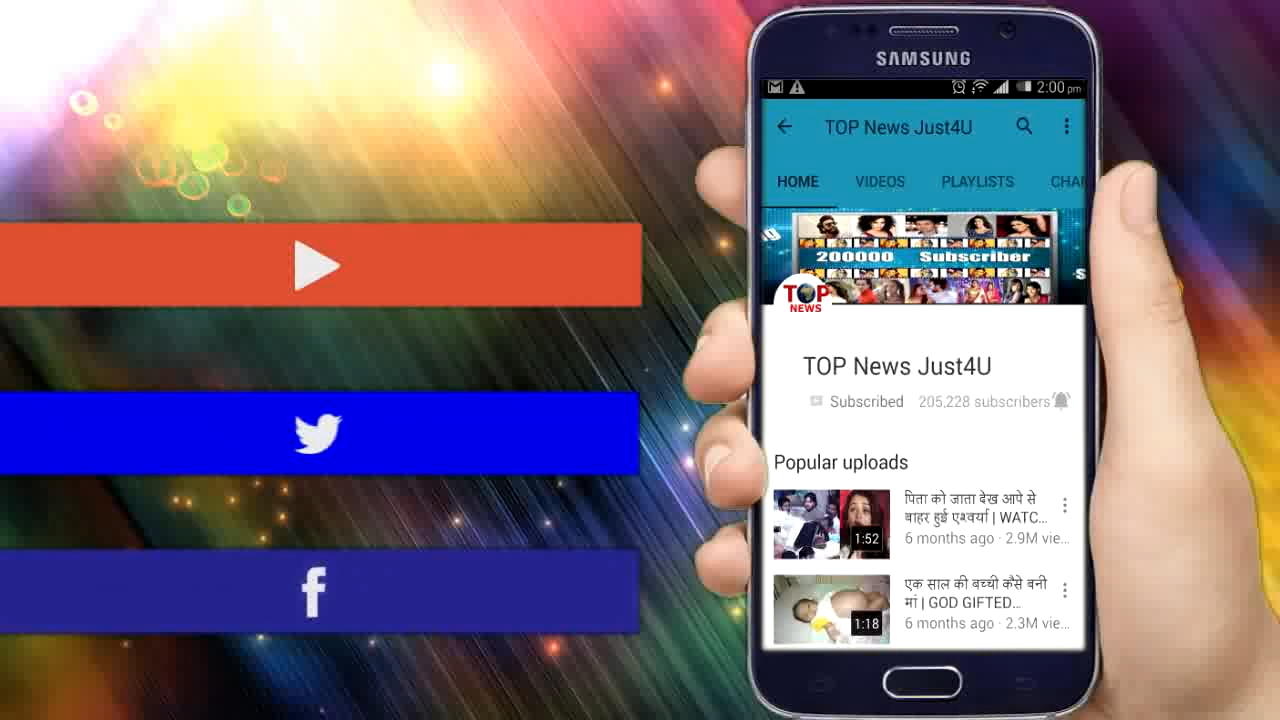 SAMSUNG
2:00 pm
TOP News Just4U
HOME VIDEOS PLAYLISTS CHA
200000 Subscriber
TOP
NEWS
TOP News Just4U
Subscribed 205,228 subscribers
Popular uploads
पिता को जाता देख आपे से
बाहर हुई एश्वर्या | WATC...
1:52
6 months ago · 2.9M vie...
एक साल की बच्ची कैसे बनी
मां | GOD GIFTED...
1:18
6 months ago · 2.3M vie...